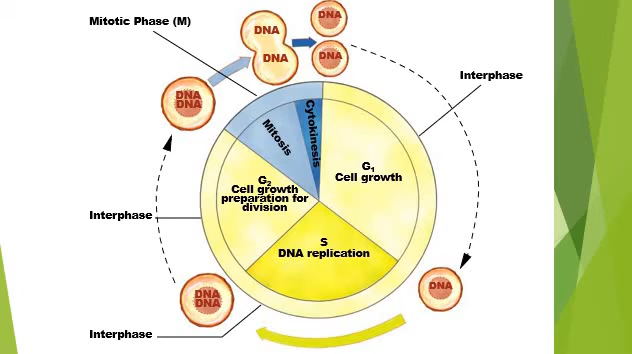 Mitotic Phase (M)
DNA
DNA
DNA
DNA
Interphase
DNA
DNA
Mitosis
Cytokinesis
G1
Cell growth
G2
Cell growth
preparation for
division
Interphase
S
DNA replication
DNA
DNA
DNA
Interphase